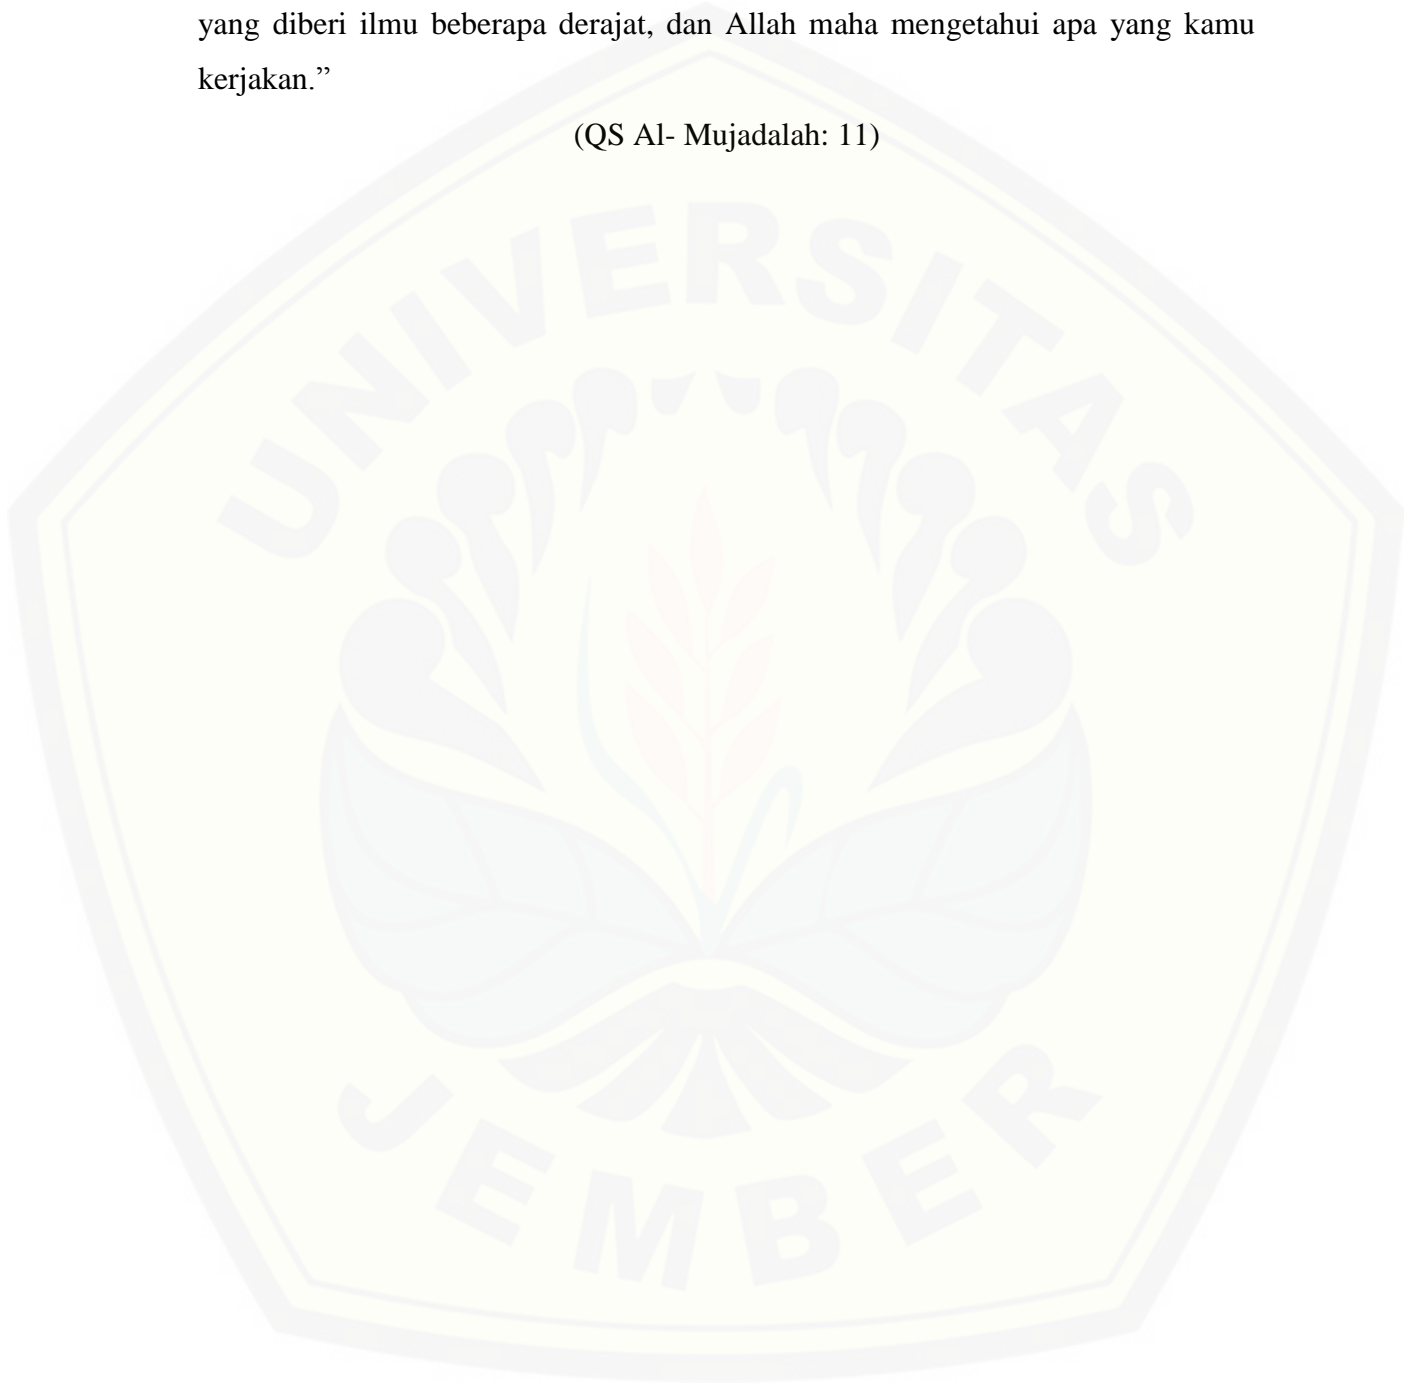 yang diberi ilmu beberapa derajat, dan Allah maha mengetahui apa yang kamu
kerjakan.”
(QS Al- Mujadalah: 11)
UNIVERSITAS
JEMBER